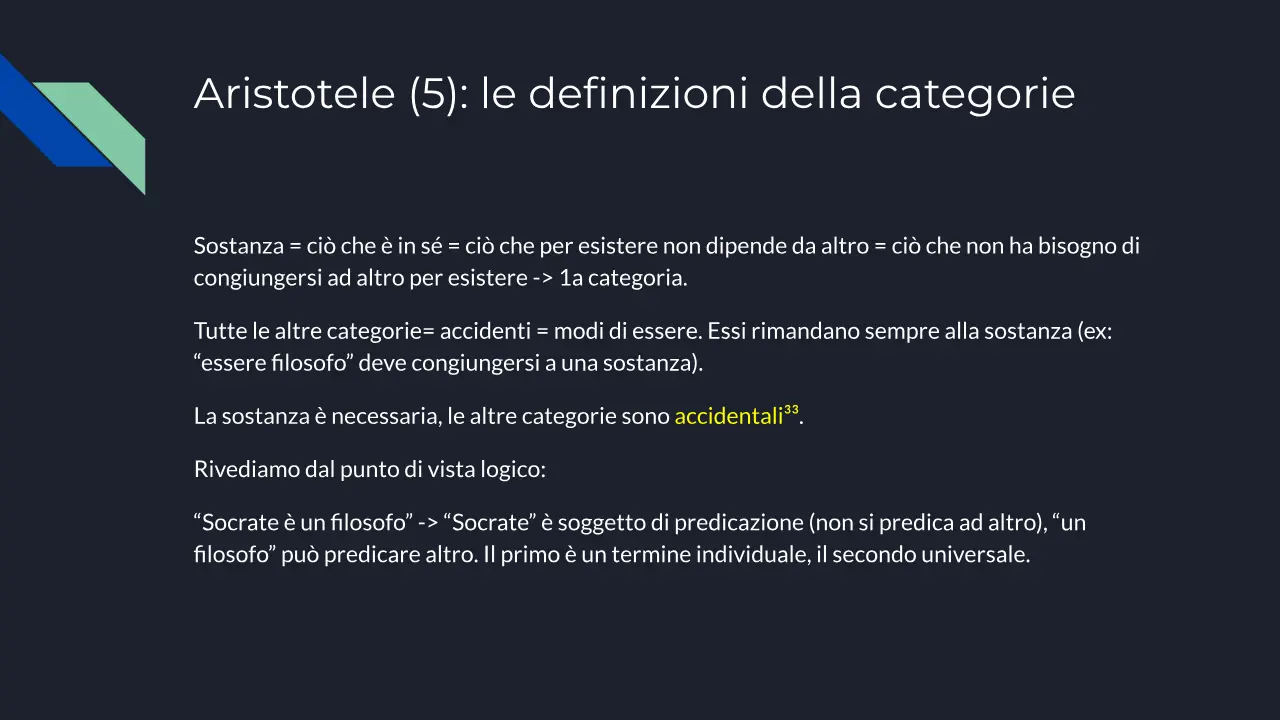 Aristotele (5): le definizioni della categorie
Sostanza = ciò che è in sé = ciò che per esistere non dipende da altro = ciò che non ha bisogno di
congiungersi ad altro per esistere -> 1a categoria.
Tutte le altre categorie= accidenti = modi di essere. Essi rimandano sempre alla sostanza (ex:
“essere filosofo” deve congiungersi a una sostanza).
La sostanza è necessaria, le altre categorie sono accidentali³³.
Rivediamo dal punto di vista logico:
“Socrate è un filosofo” -> “Socrate” è soggetto di predicazione (non si predica ad altro), “un
filosofo” può predicare altro. Il primo è un termine individuale, il secondo universale.